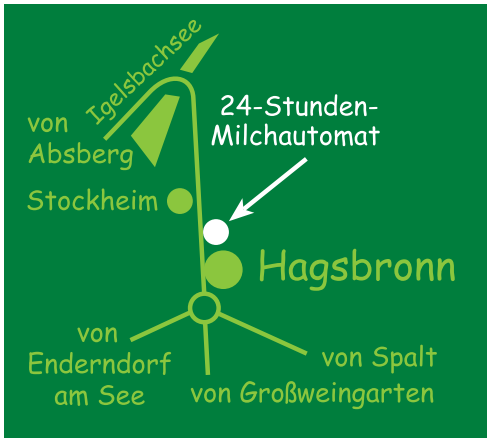 Igelsbachsee
24-Stunden-
Milchautomat
von
Absberg
Stockheim
Hagsbronn
von
Enderndorf
am See
von Spalt
von Großweingarten